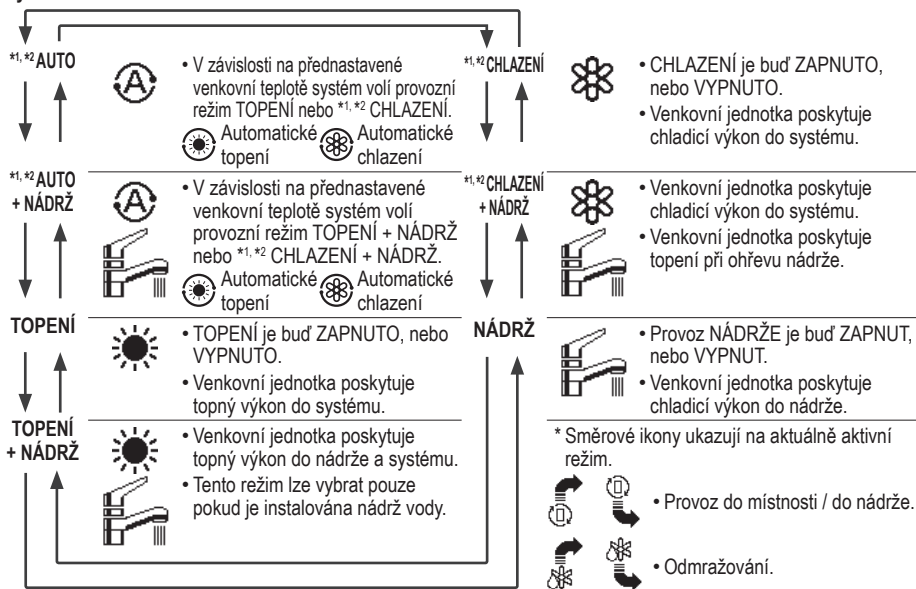 *1, *2 AUTO
• V závislosti na přednastavené
venkovní teplotě systém volí provozní
režim TOPENÍ nebo *1, *2 CHLAZENÍ.
Automatické
topení
Automatické
chlazení
*1, *2 AUTO
+ NÁDRŽ
• V závislosti na přednastavené
venkovní teplotě systém volí
provozní režim TOPENÍ + NÁDRŽ
nebo *1, *2 CHLAZENÍ + NÁDRŽ.
Automatické
topení
Automatické
chlazení
TOPENÍ
• TOPENÍ je buď ZAPNUTO, nebo
VYPNUTO.
• Venkovní jednotka poskytuje
topný výkon do systému.
TOPENÍ
+ NÁDRŽ
• Venkovní jednotka poskytuje
topný výkon do nádrže a systému.
• Tento režim lze vybrat pouze
pokud je instalována nádrž vody.
*1, *2 CHLAZENÍ
• CHLAZENÍ je buď ZAPNUTO,
nebo VYPNUTO.
• Venkovní jednotka poskytuje
chladicí výkon do systému.
*1, *2 CHLAZENÍ
+ NÁDRŽ
• Venkovní jednotka poskytuje
chladicí výkon do systému.
• Venkovní jednotka poskytuje
topení při ohřevu nádrže.
NÁDRŽ
• Provoz NÁDRŽE je buď ZAPNUT,
nebo VYPNUT.
• Venkovní jednotka poskytuje
chladicí výkon do nádrže.
* Směrové ikony ukazují na aktuálně aktivní
režim.
• Provoz do místnosti / do nádrže.
• Odmražování.